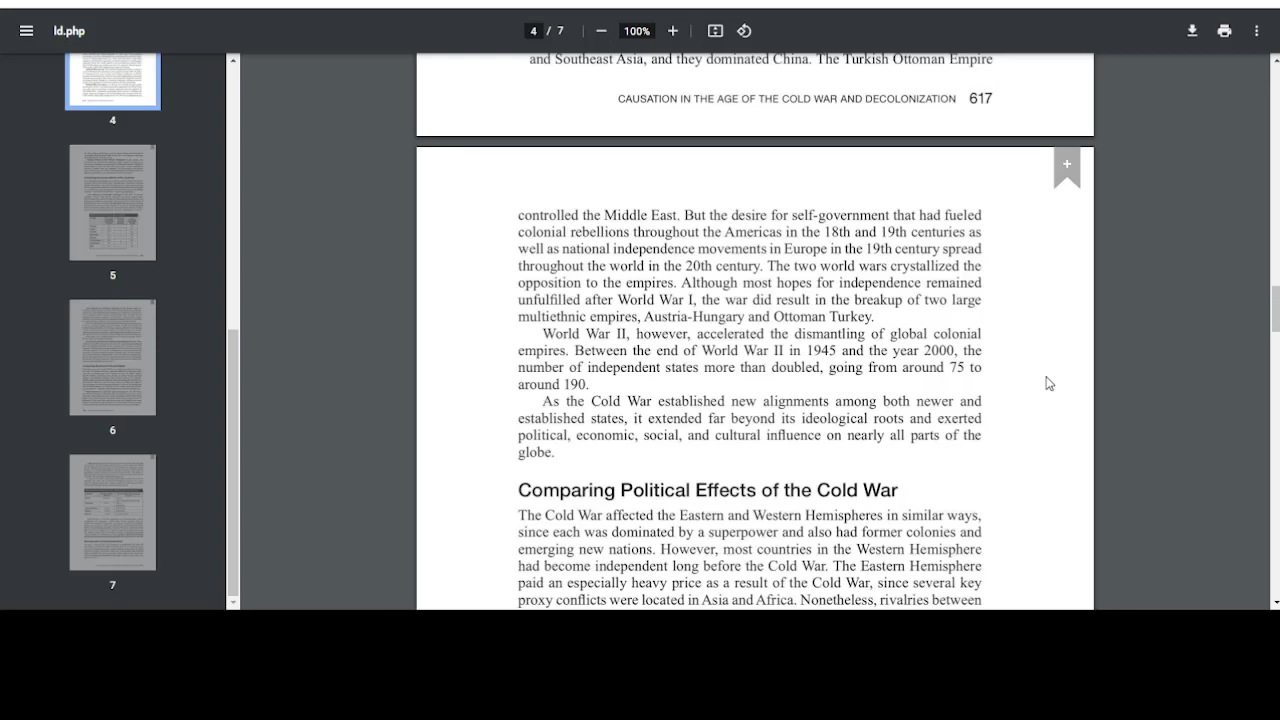 ld.php
4 / 7
100%
and Southeast Asia, and they dominated China. The Turkish Ottoman Empire
CAUSATION IN THE AGE OF THE COLD WAR AND DECOLONIZATION 617
4
5
6
7
controlled the Middle East. But the desire for self-government that had fueled
colonial rebellions throughout the Americas in the 18th and 19th centuries as
well as national independence movements in Europe in the 19th century spread
throughout the world in the 20th century. The two world wars crystallized the
opposition to the empires. Although most hopes for independence remained
unfulfilled after World War I, the war did result in the breakup of two large
multiethnic empires, Austria-Hungary and Ottoman Turkey.
World War II, however, accelerated the dismantling of global colonial
empires. Between the end of World War II in 1945 and the year 2000, the
number of independent states more than doubled, going from around 75 to
around 190.
As the Cold War established new alignments among both newer and
established states, it extended far beyond its ideological roots and exerted
political, economic, social, and cultural influence on nearly all parts of the
globe.
Comparing Political Effects of the Cold War
The Cold War affected the Eastern and Western Hemispheres in similar ways,
since each was dominated by a superpower and also had former colonies and
emerging new nations. However, most countries in the Western Hemisphere
had become independent long before the Cold War. The Eastern Hemisphere
paid an especially heavy price as a result of the Cold War, since several key
proxy conflicts were located in Asia and Africa. Nonetheless, rivalries between